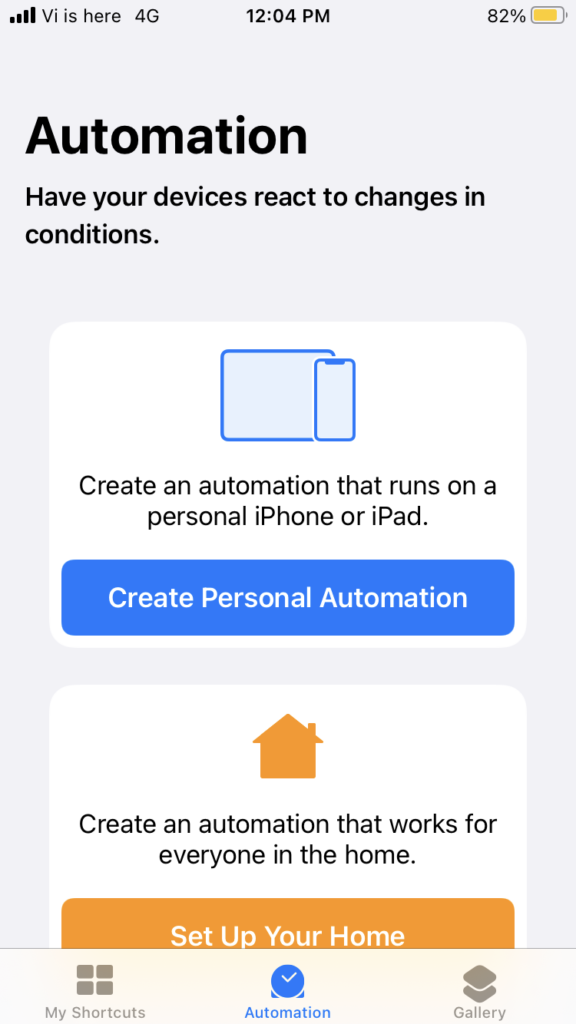 Vi is here 4G 12:04 PM 82%
Automation
Have your devices react to changes in
conditions.
Create an automation that runs on a
personal iPhone or iPad.
Create Personal Automation
Create an automation that works for
everyone in the home.
Set Up Your Home
My Shortcuts Automation Gallery